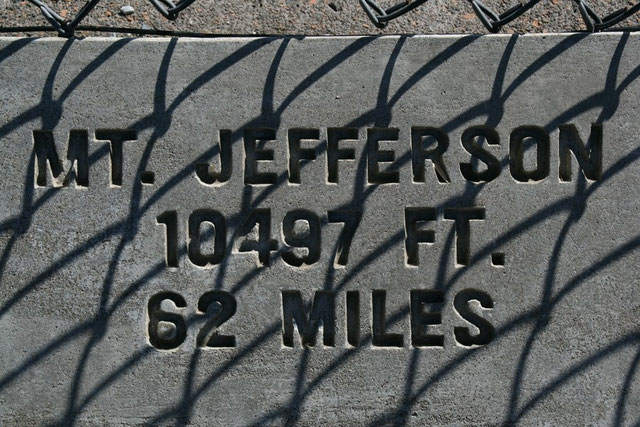 MT. JEFFERSON
10497 FT.
62 MILES